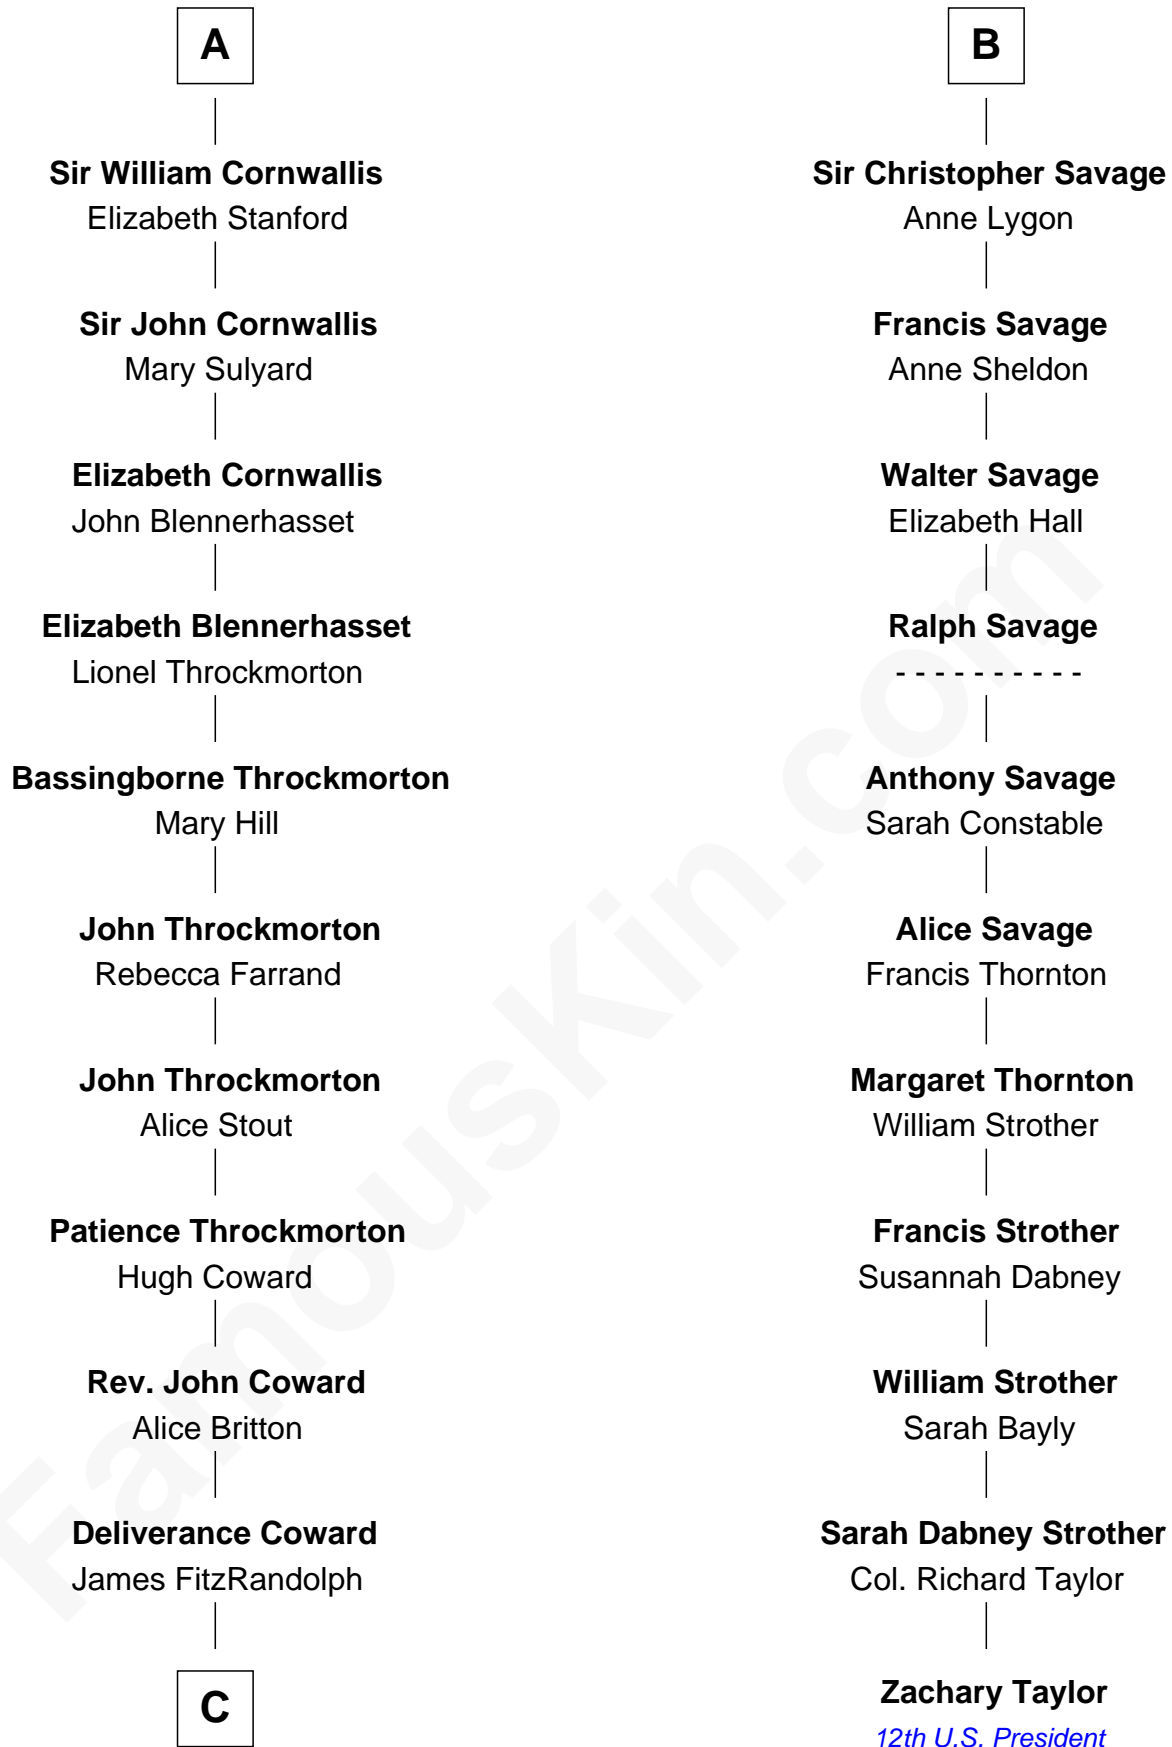 A
Sir William Cornwallis
Elizabeth Stanford
Sir John Cornwallis
Mary Sulyard
Elizabeth Cornwallis
John Blennerhasset
Elizabeth Blennerhasset
Lionel Throckmorton
Bassingborne Throckmorton
Mary Hill
John Throckmorton
Rebecca Farrand
John Throckmorton
Alice Stout
Patience Throckmorton
Hugh Coward
Rev. John Coward
Alice Britton
Deliverance Coward
James FitzRandolph
C
B
Sir Christopher Savage
Anne Lygon
Francis Savage
Anne Sheldon
Walter Savage
Elizabeth Hall
Ralph Savage
- - - - - - - - - -
Anthony Savage
Sarah Constable
Alice Savage
Francis Thornton
Margaret Thornton
William Strother
Francis Strother
Susannah Dabney
William Strother
Sarah Bayly
Sarah Dabney Strother
Col. Richard Taylor
Zachary Taylor
12th U.S. President
FamousKin.com